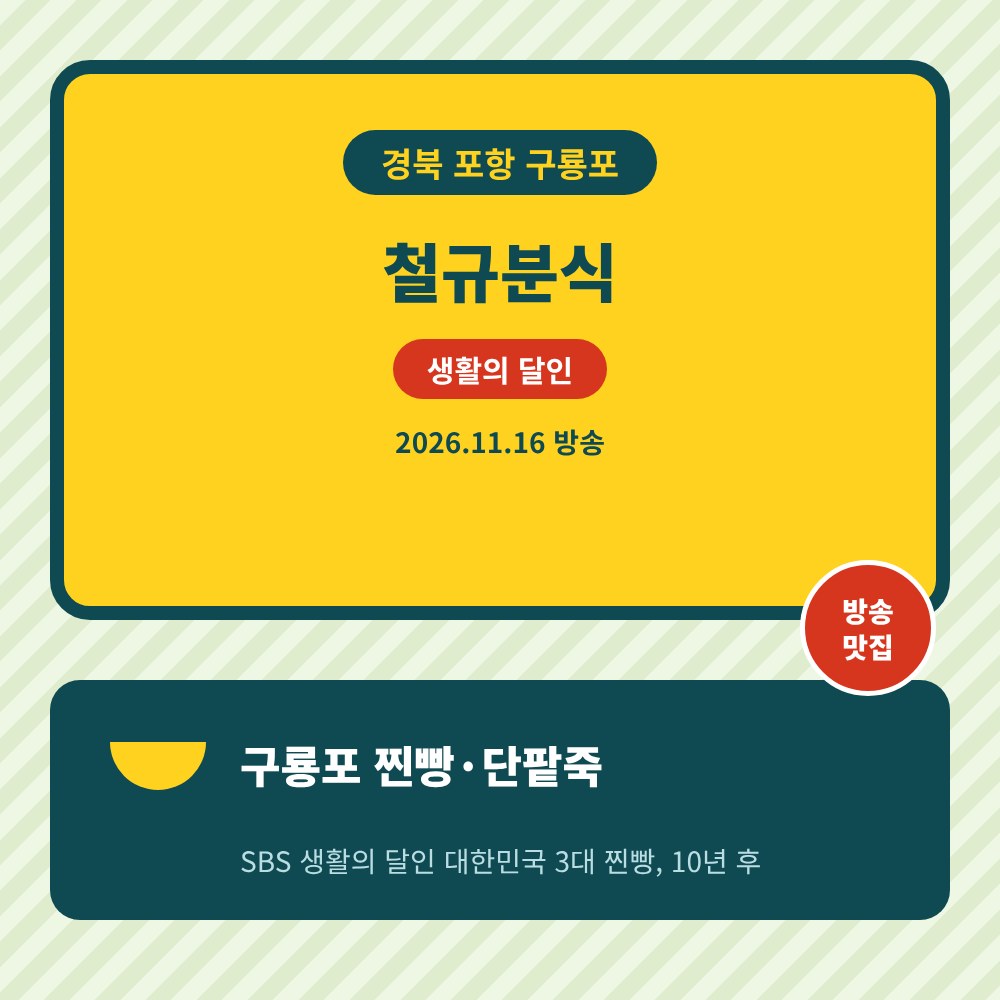 경북 포항 구룡포
철규분식
생활의 달인
2026.11.16 방송
방송
맛집
구룡포 찐빵·단팥죽
SBS 생활의 달인 대한민국 3대 찐빵, 10년 후